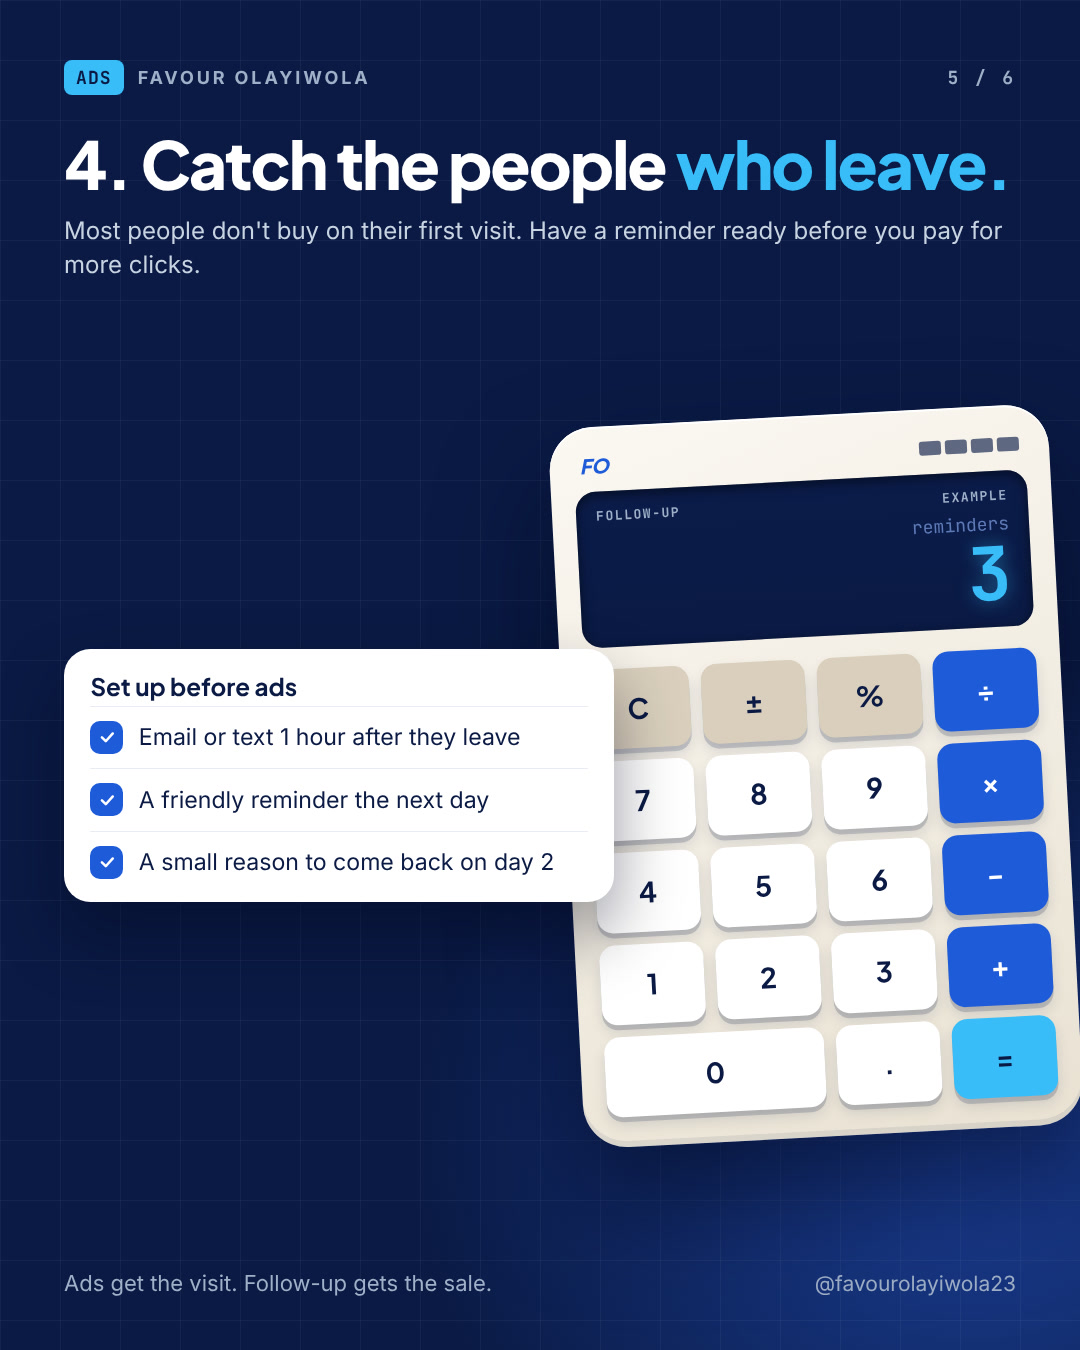 ADS FAVOUR OLAYIWOLA 5 / 6
4. Catch the people who leave.
Most people don't buy on their first visit. Have a reminder ready before you pay for
more clicks.
FO
FOLLOW-UP EXAMPLE
reminders
3
Set up before ads
Email or text 1 hour after they leave
A friendly reminder the next day
A small reason to come back on day 2
C ± % ÷
7 8 9 ×
4 5 6 −
1 2 3 +
0 . =
Ads get the visit. Follow-up gets the sale. @favourolayiwola23